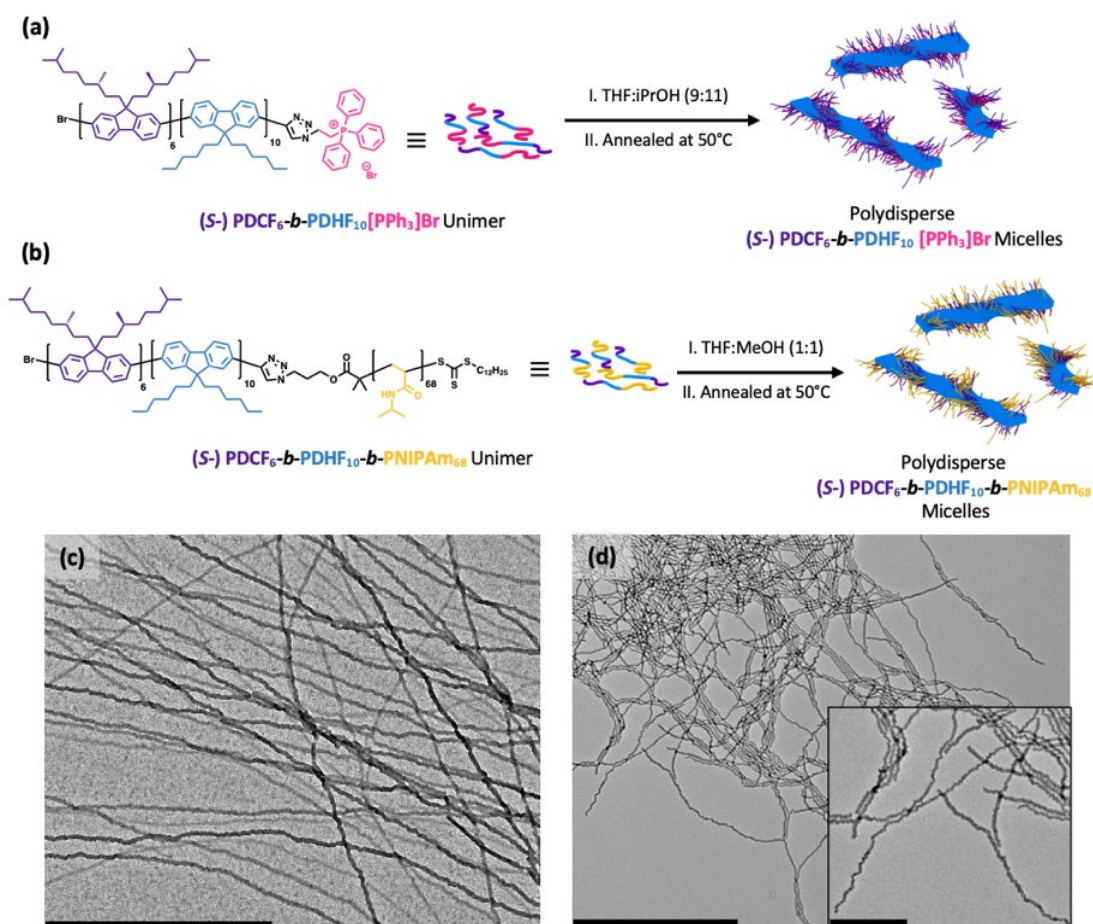 (a)
Br
6
10
N
N
N
P
⊕
⊖
Br
≡
I. THF:iPrOH (9:11)
II. Annealed at 50°C
(S-) PDCF₆-b-PDHF₁₀[PPh₃]Br Unimer
Polydisperse
(S-) PDCF₆-b-PDHF₁₀ [PPh₃]Br Micelles
(b)
Br
6
10
N
N
N
O
O
68
HN
O
S
S
S
C₁₂H₂₅
≡
I. THF:MeOH (1:1)
II. Annealed at 50°C
(S-) PDCF₆-b-PDHF₁₀-b-PNIPAm₆₈ Unimer
Polydisperse
(S-) PDCF₆-b-PDHF₁₀-b-PNIPAm₆₈
Micelles
(c)
(d)